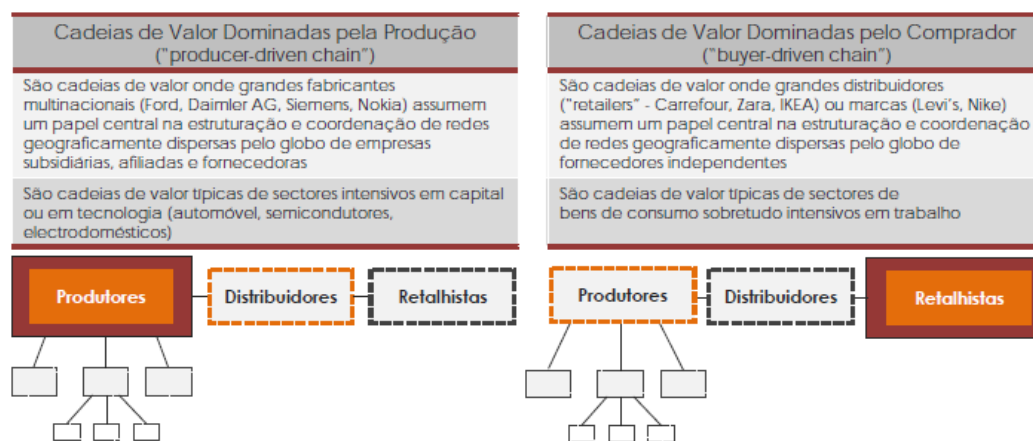 Cadeias de Valor Dominadas pela Produção
("producer-driven chain")
São cadeias de valor onde grandes fabricantes
multinacionais (Ford, Daimler AG, Siemens, Nokia) assumem
um papel central na estruturação e coordenação de redes
geograficamente dispersas pelo globo de empresas
subsidiárias, afiliadas e fornecedoras
São cadeias de valor típicas de sectores intensivos em capital
ou em tecnologia (automóvel, semicondutores,
electrodomésticos)
Produtores
Distribuidores
Retalhistas
Cadeias de Valor Dominadas pelo Comprador
("buyer-driven chain")
São cadeias de valor onde grandes distribuidores
("retailers" - Carrefour, Zara, IKEA) ou marcas (Levi's, Nike)
assumem um papel central na estruturação e coordenação
de redes geograficamente dispersas pelo globo de
fornecedores independentes
São cadeias de valor típicas de sectores de
bens de consumo sobretudo intensivos em trabalho
Produtores
Distribuidores
Retalhistas